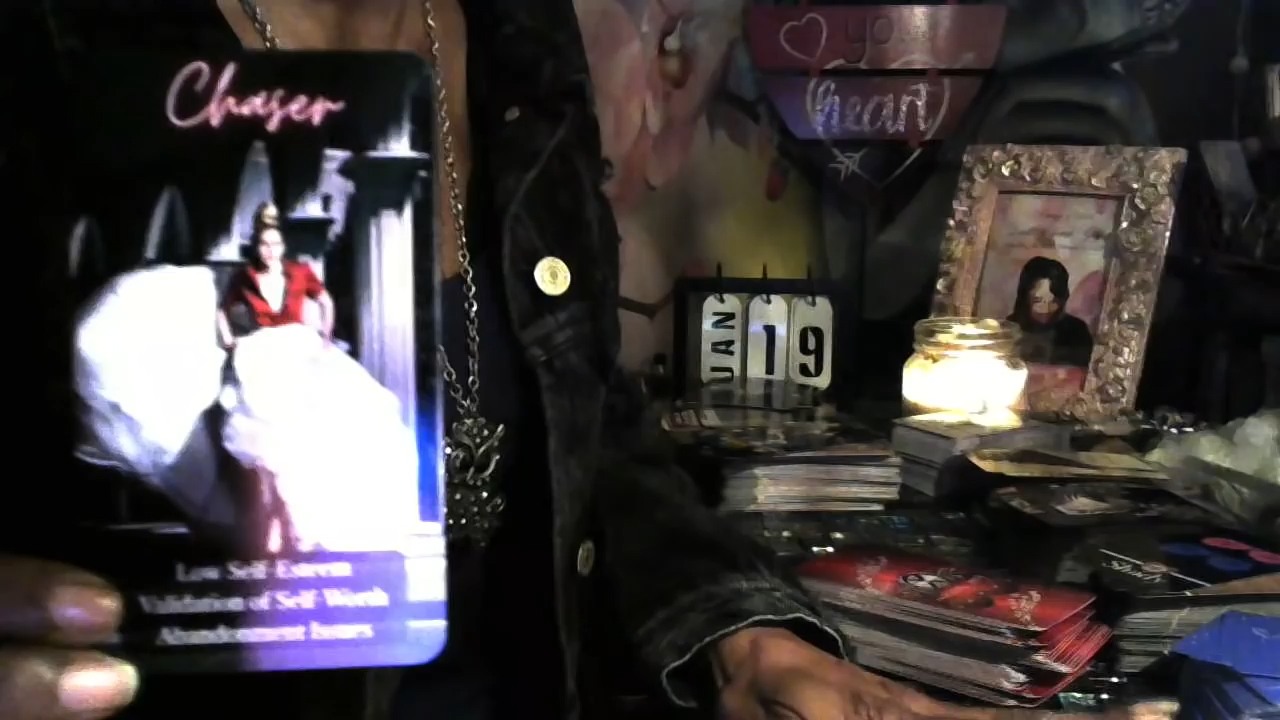 Chaser
Low Self-Esteem
Validation of Self-Worth
Abandonment Issues
heart
JAN 19